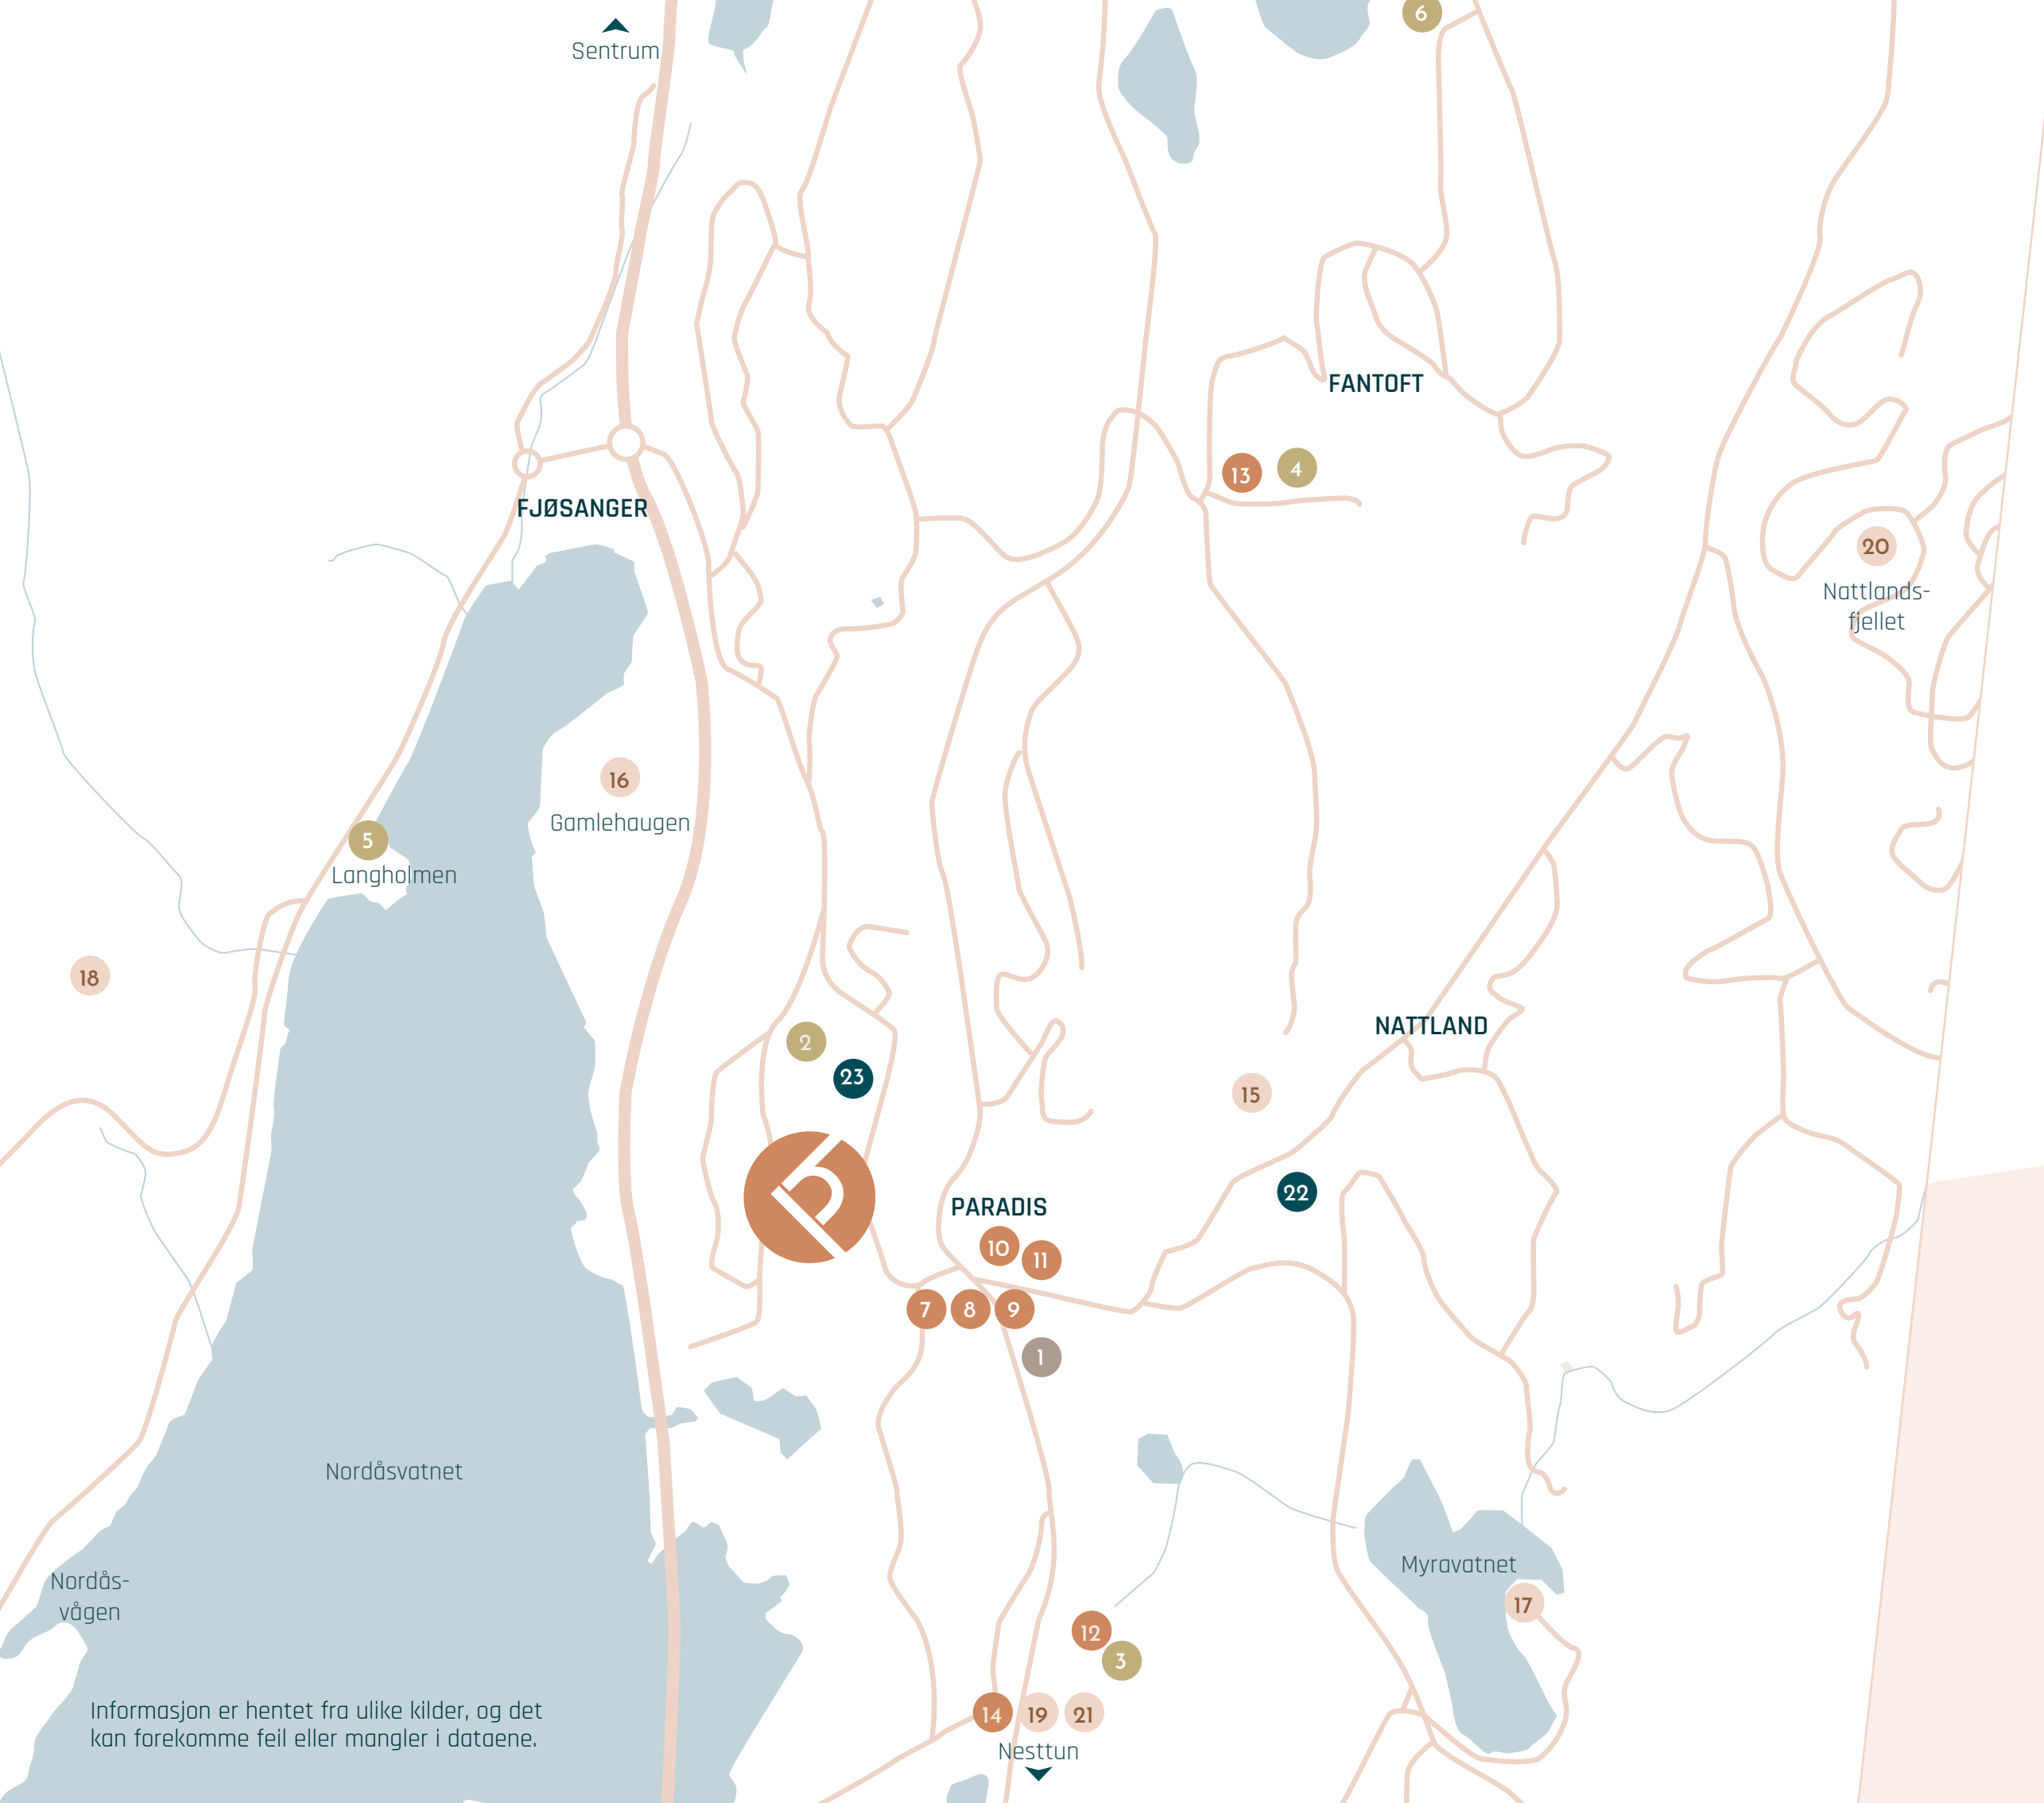 6
Sentrum
FANTOFT
13
4
FJØSANGER
20
Nattlands-
fjellet
16
Gamlehaugen
5
Langholmen
18
NATTLAND
2
23
15
22
PARADIS
10
11
7
8
9
1
Nordåsvatnet
Myravatnet
Nordås-
vågen
17
12
3
Informasjon er hentet fra ulike kilder, og det
kan forekomme feil eller mangler i dataene.
14
19
21
Nesttun